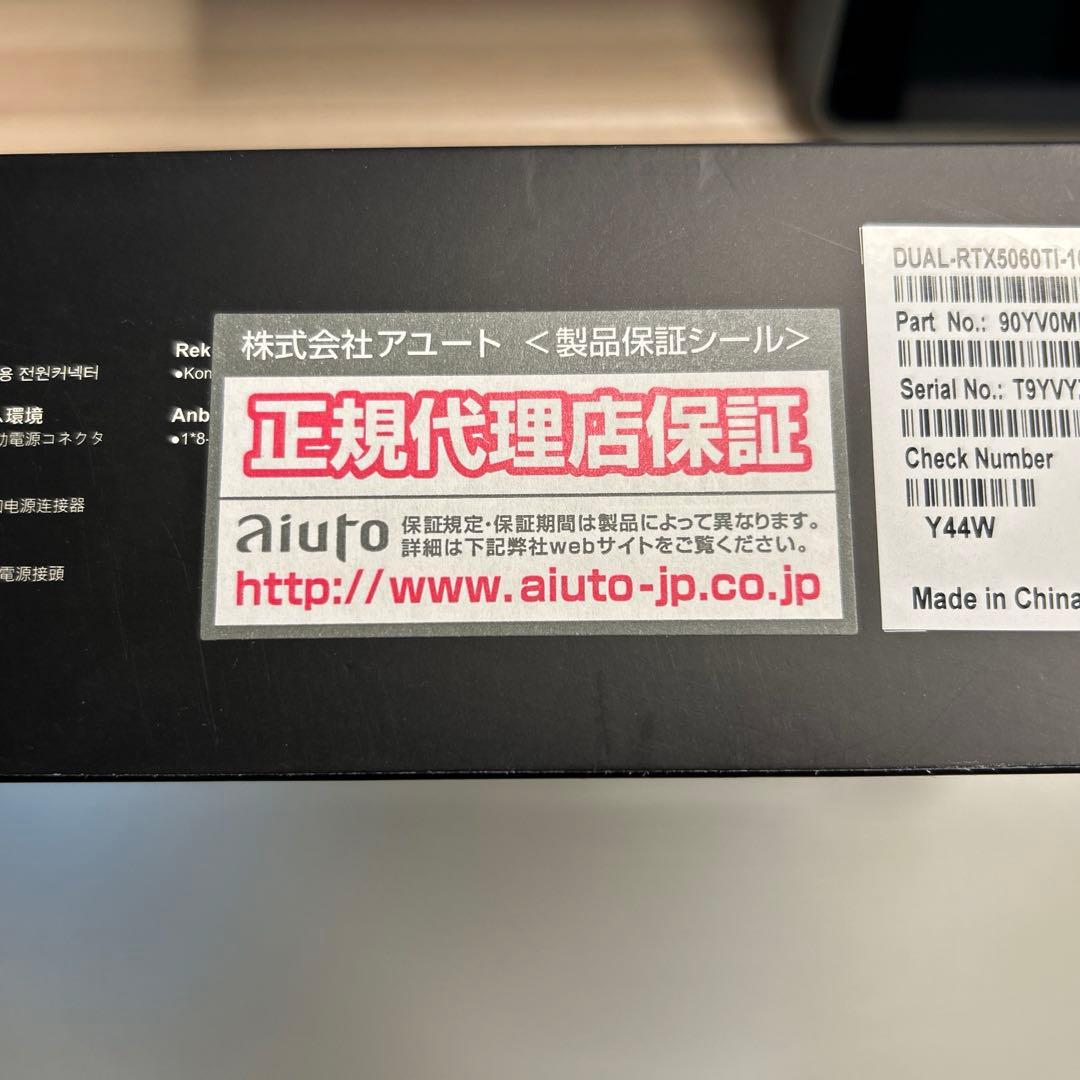 用 전원커넥터
ム環境
助電源コネクタ
电源连接器
電源接頭
Rek
●Kon
Anb
●1*8-
株式会社アユート <製品保証シール>
正規代理店保証
aiuto 保証規定・保証期間は製品によって異なります。
詳細は下記弊社webサイトをご覧ください。
http://www.aiuto-jp.co.jp
DUAL-RTX5060TI-1
Part No.: 90YV0M
Serial No.: T9YVY
Check Number
Y44W
Made in China